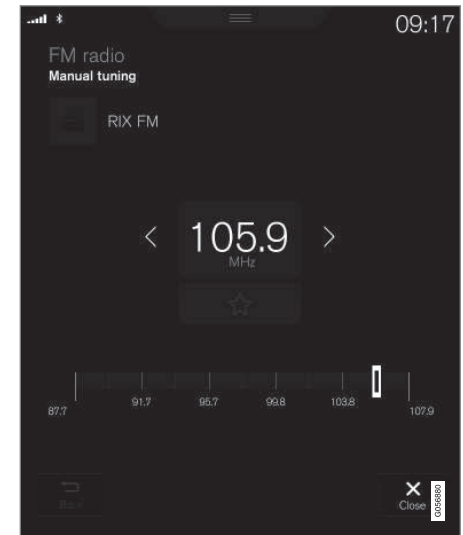 09:17
FM radio
Manual tuning
RIX FM
105.9
MHz
87.7 91.7 95.7 99.8 103.8 107.9
Back
Close
G056880